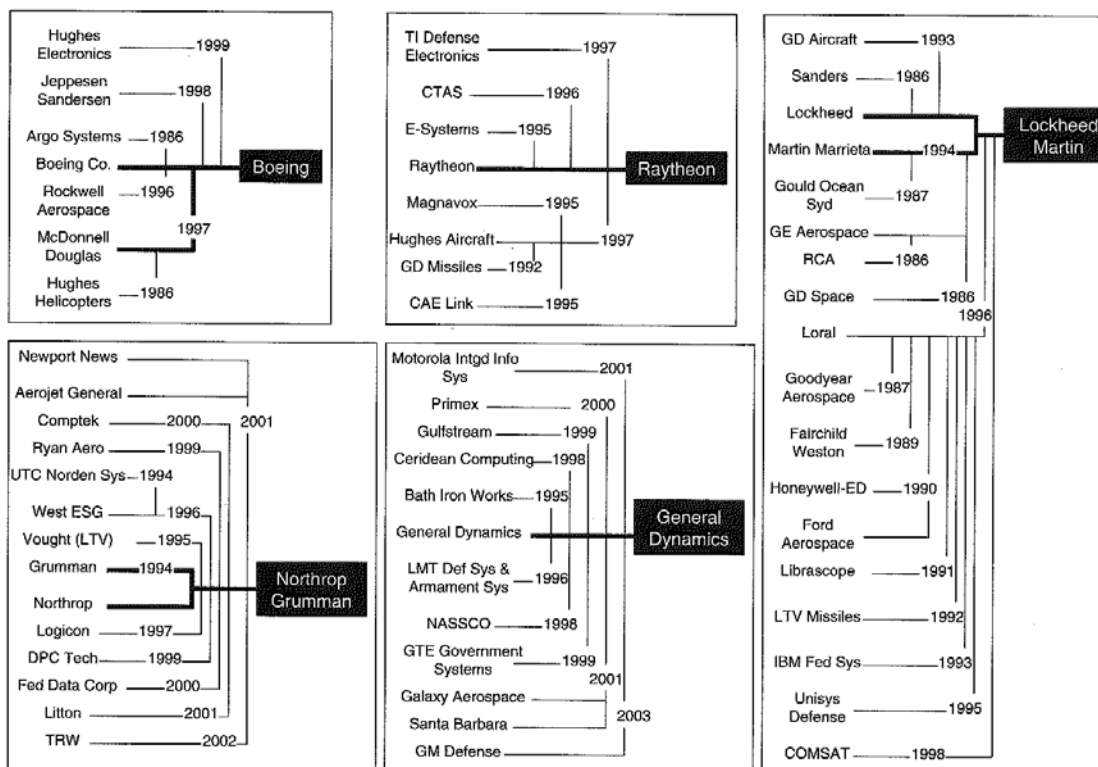 Hughes
Electronics
1999
Jeppesen
Sandersen
1998
Argo Systems
1986
Boeing Co.
Boeing
Rockwell
Aerospace
1996
1997
McDonnell
Douglas
Hughes
Helicopters
1986
TI Defense
Electronics
1997
CTAS
1996
E-Systems
1995
Raytheon
Raytheon
Magnavox
1995
Hughes Aircraft
1997
GD Missiles
1992
CAE Link
1995
GD Aircraft
1993
Sanders
1986
Lockheed
Lockheed
Martin
Martin Marrieta
1994
Gould Ocean
Syd
1987
GE Aerospace
RCA
1986
GD Space
1986
1996
Loral
Goodyear
Aerospace
1987
Fairchild
Weston
1989
Honeywell-ED
1990
Ford
Aerospace
Librascope
1991
LTV Missiles
1992
IBM Fed Sys
1993
Unisys
Defense
1995
COMSAT
1998
Newport News
Aerojet General
2001
Comptek
2000
Ryan Aero
1999
UTC Norden Sys
1994
West ESG
1996
Vought (LTV)
1995
Grumman
1994
Northrop
Grumman
Northrop
Logicon
1997
DPC Tech
1999
Fed Data Corp
2000
Litton
2001
TRW
2002
Motorola Intgd Info
Sys
2001
Primex
2000
Gulfstream
1999
Ceridean Computing
1998
Bath Iron Works
1995
General Dynamics
General
Dynamics
LMT Def Sys &
Armament Sys
1996
NASSCO
1998
GTE Government
Systems
1999
2001
Galaxy Aerospace
Santa Barbara
2003
GM Defense